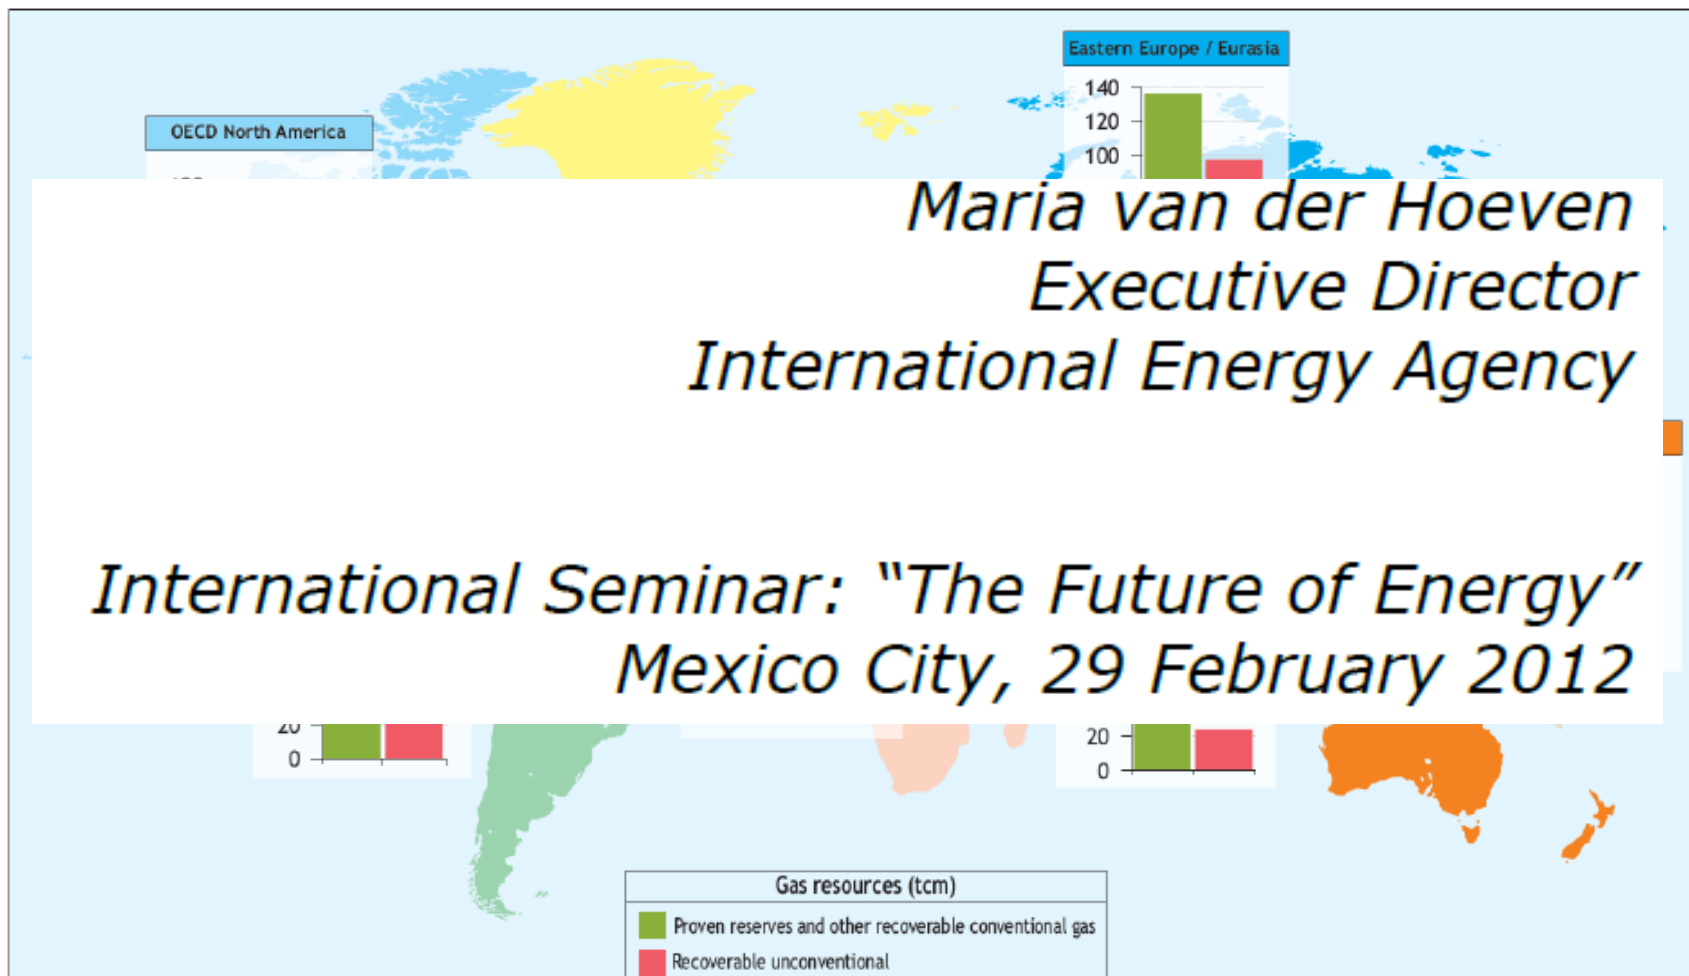 Eastern Europe / Eurasia
140
120
100
OECD North America
Maria van der Hoeven
Executive Director
International Energy Agency
International Seminar: “The Future of Energy”
Mexico City, 29 February 2012
20
0
20
0
Gas resources (tcm)
Proven reserves and other recoverable conventional gas
Recoverable unconventional